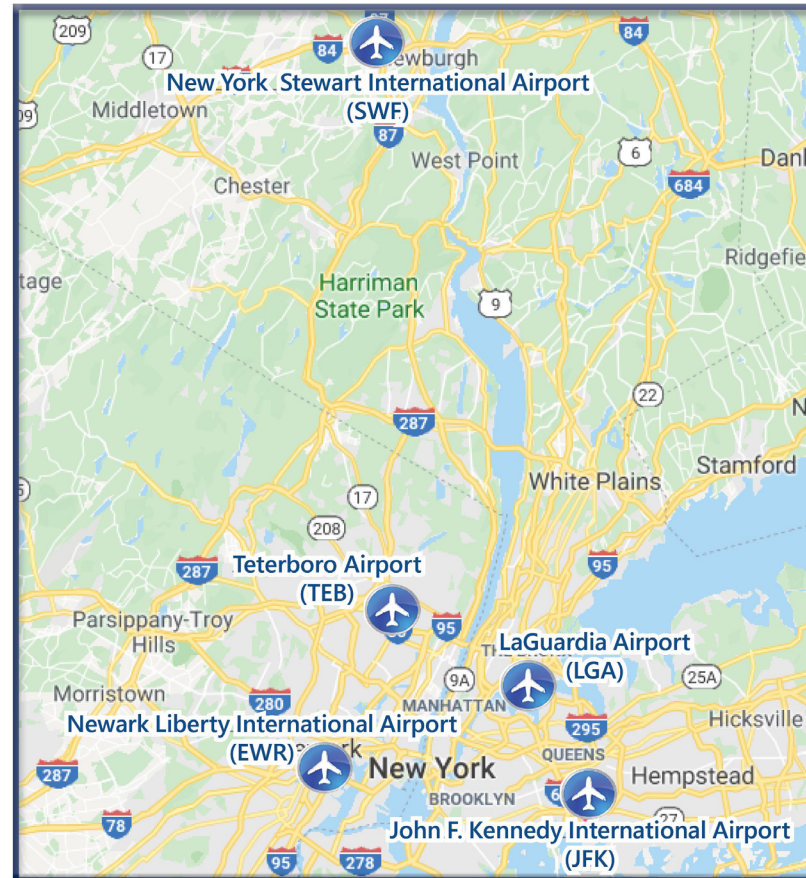 209
17
84
84
New York Stewart International Airport
(SWF)
Middletown
87
6
West Point
Chester
684
Ridgefie
tage
Harriman
State Park
9
22
287
White Plains
Stamford
17
208
287
95
Teterboro Airport
(TEB)
Parsippany-Troy
Hills
95
LaGuardia Airport
(LGA)
9A
25A
Morristown
280
MANHATTAN
Newark Liberty International Airport
(EWR)
295
Hicksville
QUEENS
287
New York
Hempstead
BROOKLYN
78
27
John F. Kennedy International Airport
(JFK)
95
278